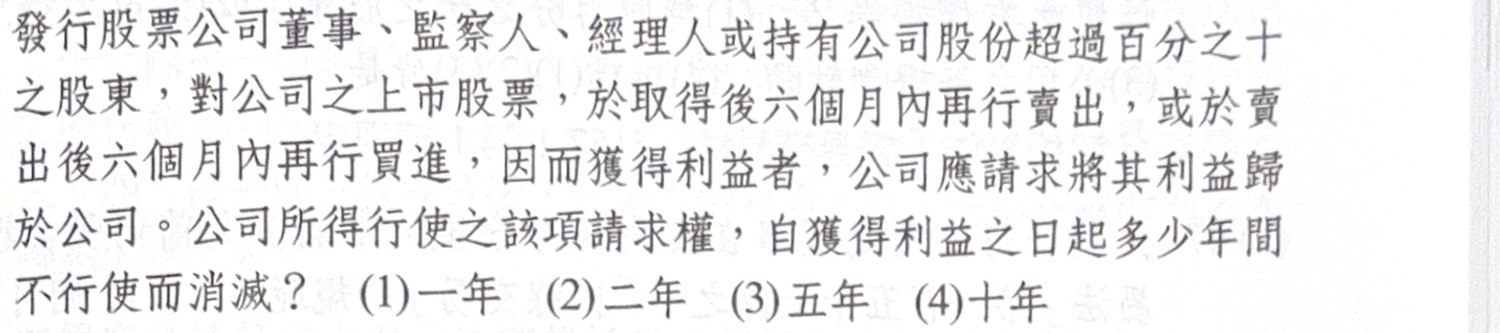 發行股票公司董事、監察人、經理人或持有公司股份超過百分之十
之股東，對公司之上市股票，於取得後六個月內再行賣出，或於賣
出後六個月內再行買進，因而獲得利益者，公司應請求將其利益歸
於公司。公司所得行使之該項請求權，自獲得利益之日起多少年間
不行使而消滅？ (1)一年 (2)二年 (3)五年 (4)十年